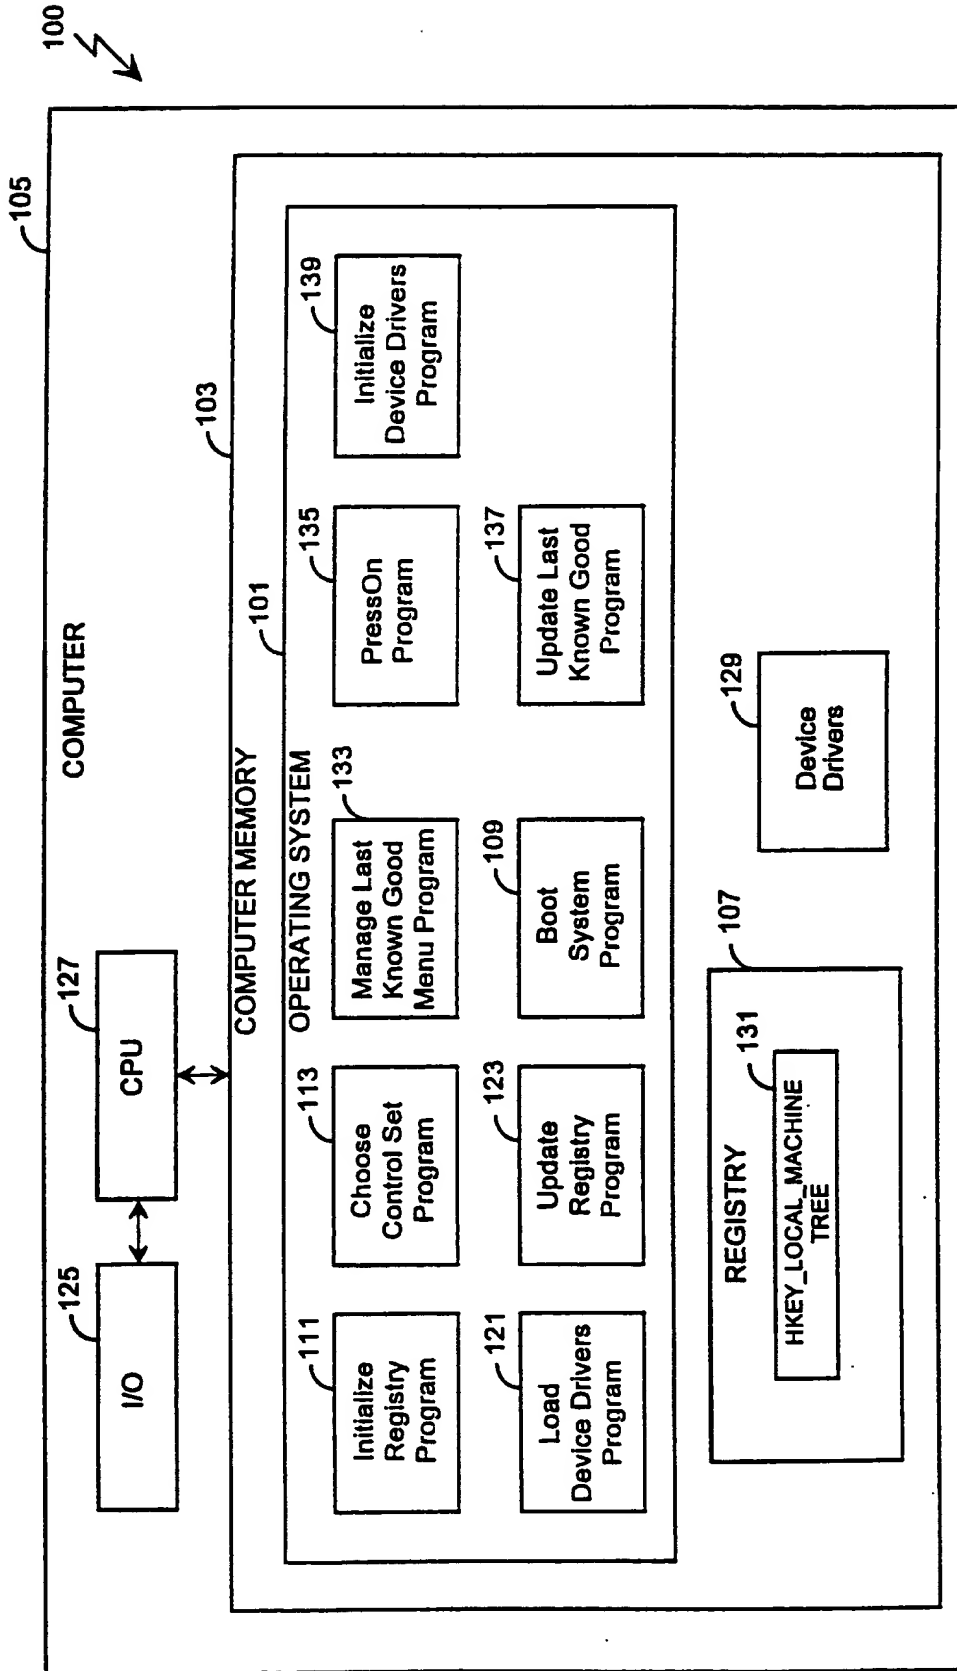 100
105
COMPUTER
125
I/O
127
CPU
103
COMPUTER MEMORY
101
OPERATING SYSTEM
111
Initialize
Registry
Program
113
Choose
Control Set
Program
133
Manage Last
Known Good
Menu Program
135
PressOn
Program
139
Initialize
Device Drivers
Program
121
Load
Device Drivers
Program
123
Update
Registry
Program
109
Boot
System
Program
137
Update Last
Known Good
Program
107
REGISTRY
131
HKEY_LOCAL_MACHINE
TREE
129
Device
Drivers